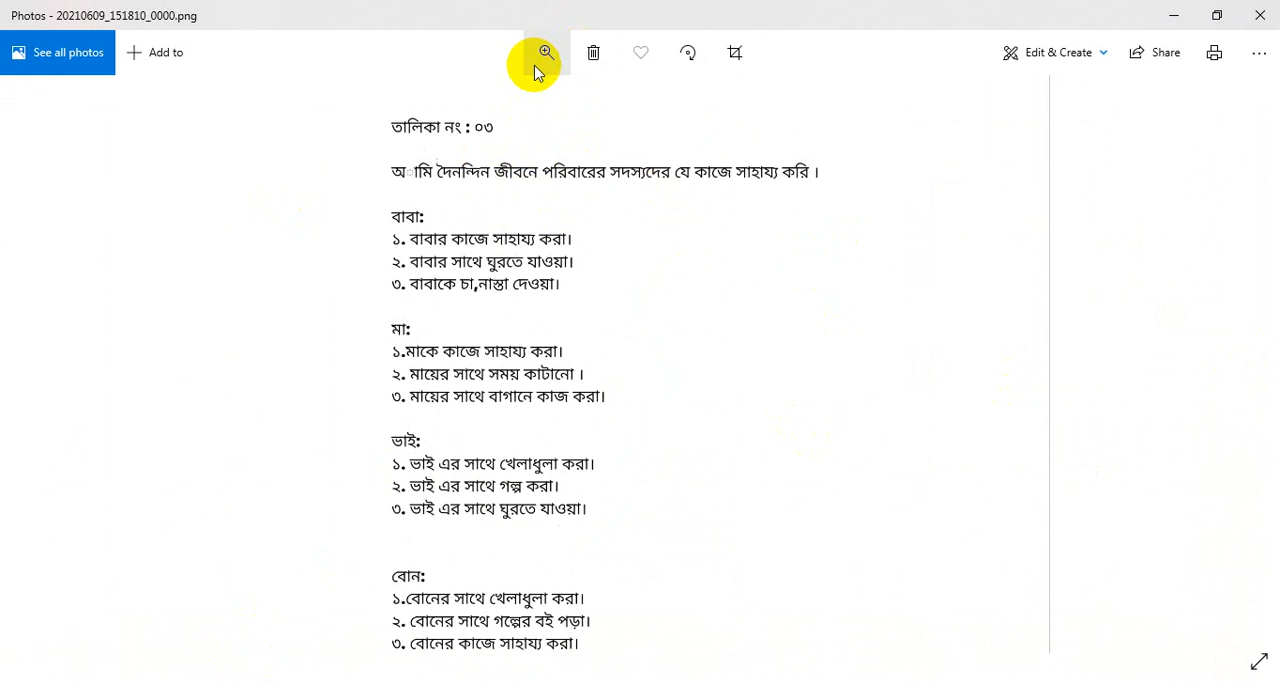 Photos - 20210609_151810_0000.png
See all photos
Add to
Edit & Create
Share
তালিকা নং : ০৩
অামি দৈনন্দিন জীবনে পরিবারের সদস্যদের যে কাজে সাহায্য করি ।
বাবা:
১. বাবার কাজে সাহায্য করা।
২. বাবার সাথে ঘুরতে যাওয়া।
৩. বাবাকে চা,নাস্তা দেওয়া।
মা:
১.মাকে কাজে সাহায্য করা।
২. মায়ের সাথে সময় কাটানো ।
৩. মায়ের সাথে বাগানে কাজ করা।
ভাই:
১. ভাই এর সাথে খেলাধুলা করা।
২. ভাই এর সাথে গল্প করা।
৩. ভাই এর সাথে ঘুরতে যাওয়া।
বোন:
১.বোনের সাথে খেলাধুলা করা।
২. বোনের সাথে গল্পের বই পড়া।
৩. বোনের কাজে সাহায্য করা।